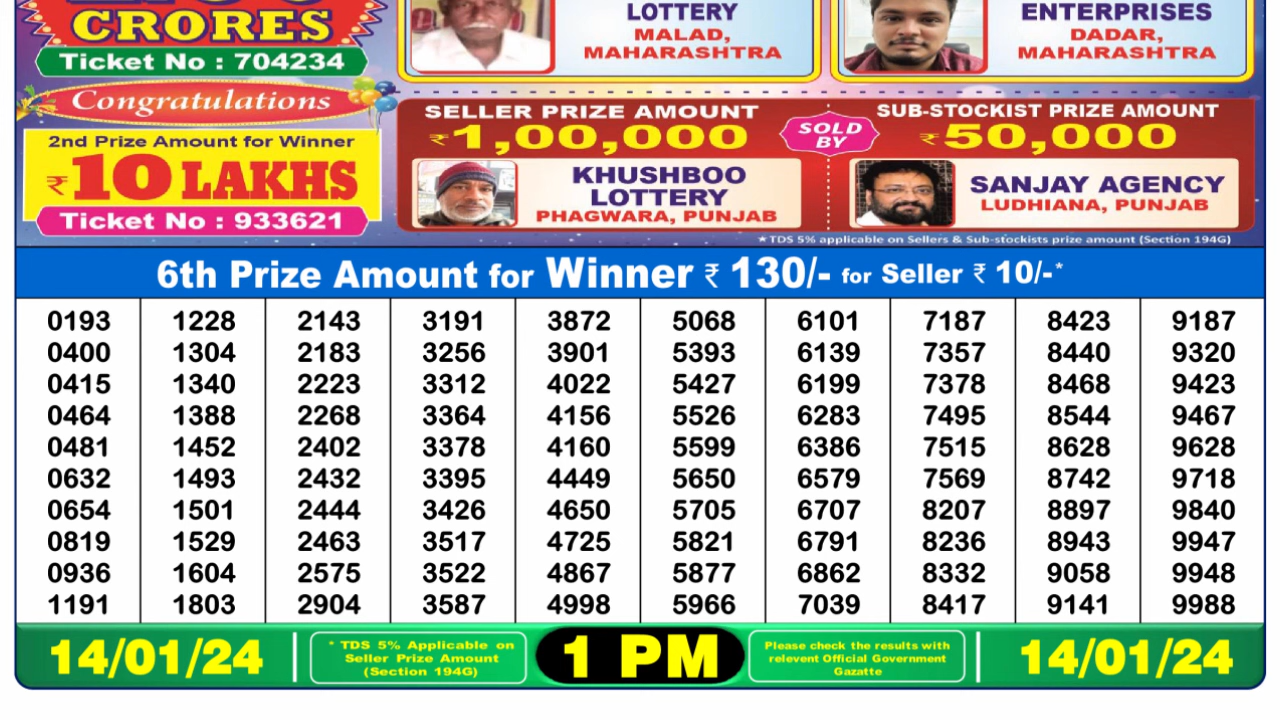 CRORES
Ticket No : 704234
LOTTERY
MALAD,
MAHARASHTRA
ENTERPRISES
DADAR,
MAHARASHTRA
Congratulations
2nd Prize Amount for Winner
₹10 LAKHS
Ticket No : 933621
SELLER PRIZE AMOUNT
₹1,00,000
SOLD
BY
SUB-STOCKIST PRIZE AMOUNT
₹50,000
KHUSHBOO
LOTTERY
PHAGWARA, PUNJAB
SANJAY AGENCY
LUDHIANA, PUNJAB
★TDS 5% applicable on Sellers & Sub-stockists prize amount (Section 194G)
6th Prize Amount for Winner ₹ 130/- for Seller ₹ 10/-*
0193 1228 2143 3191 3872 5068 6101 7187 8423 9187
0400 1304 2183 3256 3901 5393 6139 7357 8440 9320
0415 1340 2223 3312 4022 5427 6199 7378 8468 9423
0464 1388 2268 3364 4156 5526 6283 7495 8544 9467
0481 1452 2402 3378 4160 5599 6386 7515 8628 9628
0632 1493 2432 3395 4449 5650 6579 7569 8742 9718
0654 1501 2444 3426 4650 5705 6707 8207 8897 9840
0819 1529 2463 3517 4725 5821 6791 8236 8943 9947
0936 1604 2575 3522 4867 5877 6862 8332 9058 9948
1191 1803 2904 3587 4998 5966 7039 8417 9141 9988
14/01/24
* TDS 5% Applicable on
Seller Prize Amount
(Section 194G)
1 PM
Please check the results with
relevent Official Government
Gazatte
14/01/24